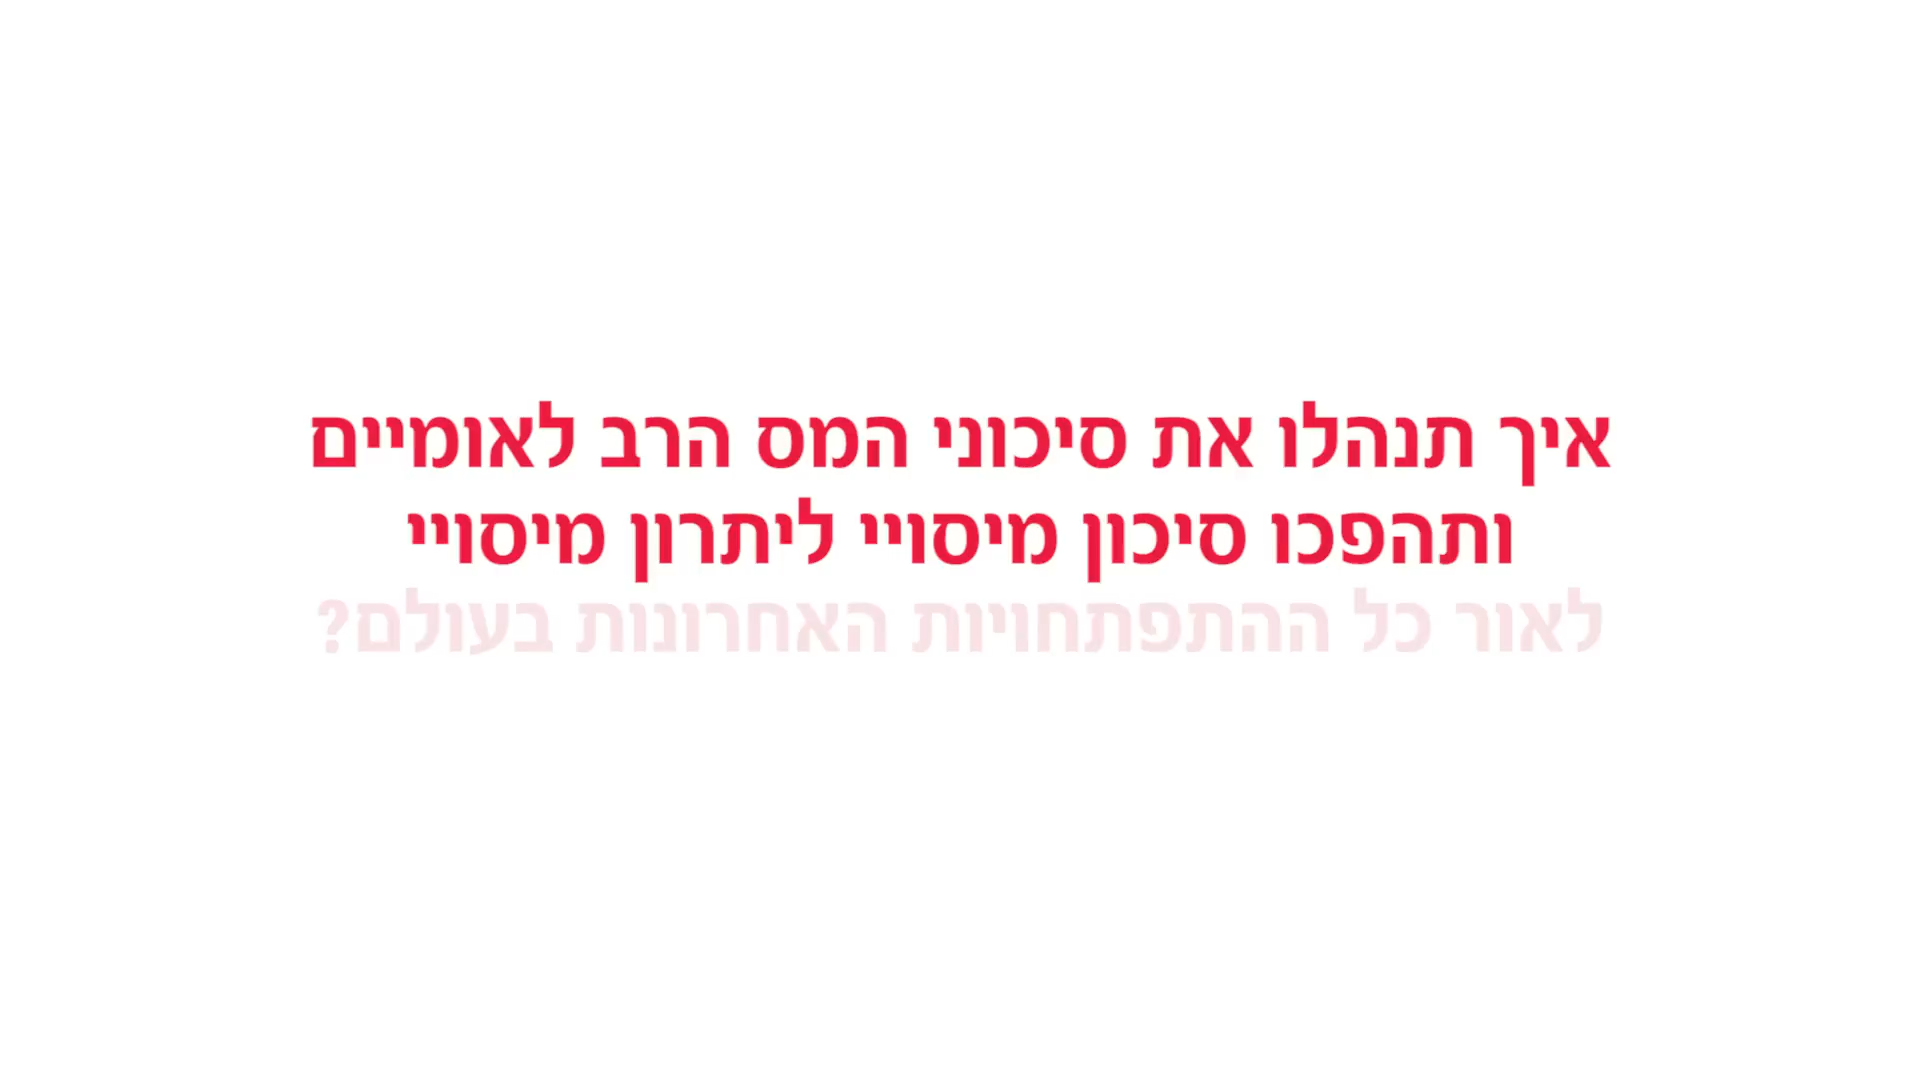 איך תנהלו את סיכוני המס הרב לאומיים
ותהפכו סיכון מיסויי ליתרון מיסויי
לאור כל ההתפתחויות האחרונות בעולם?